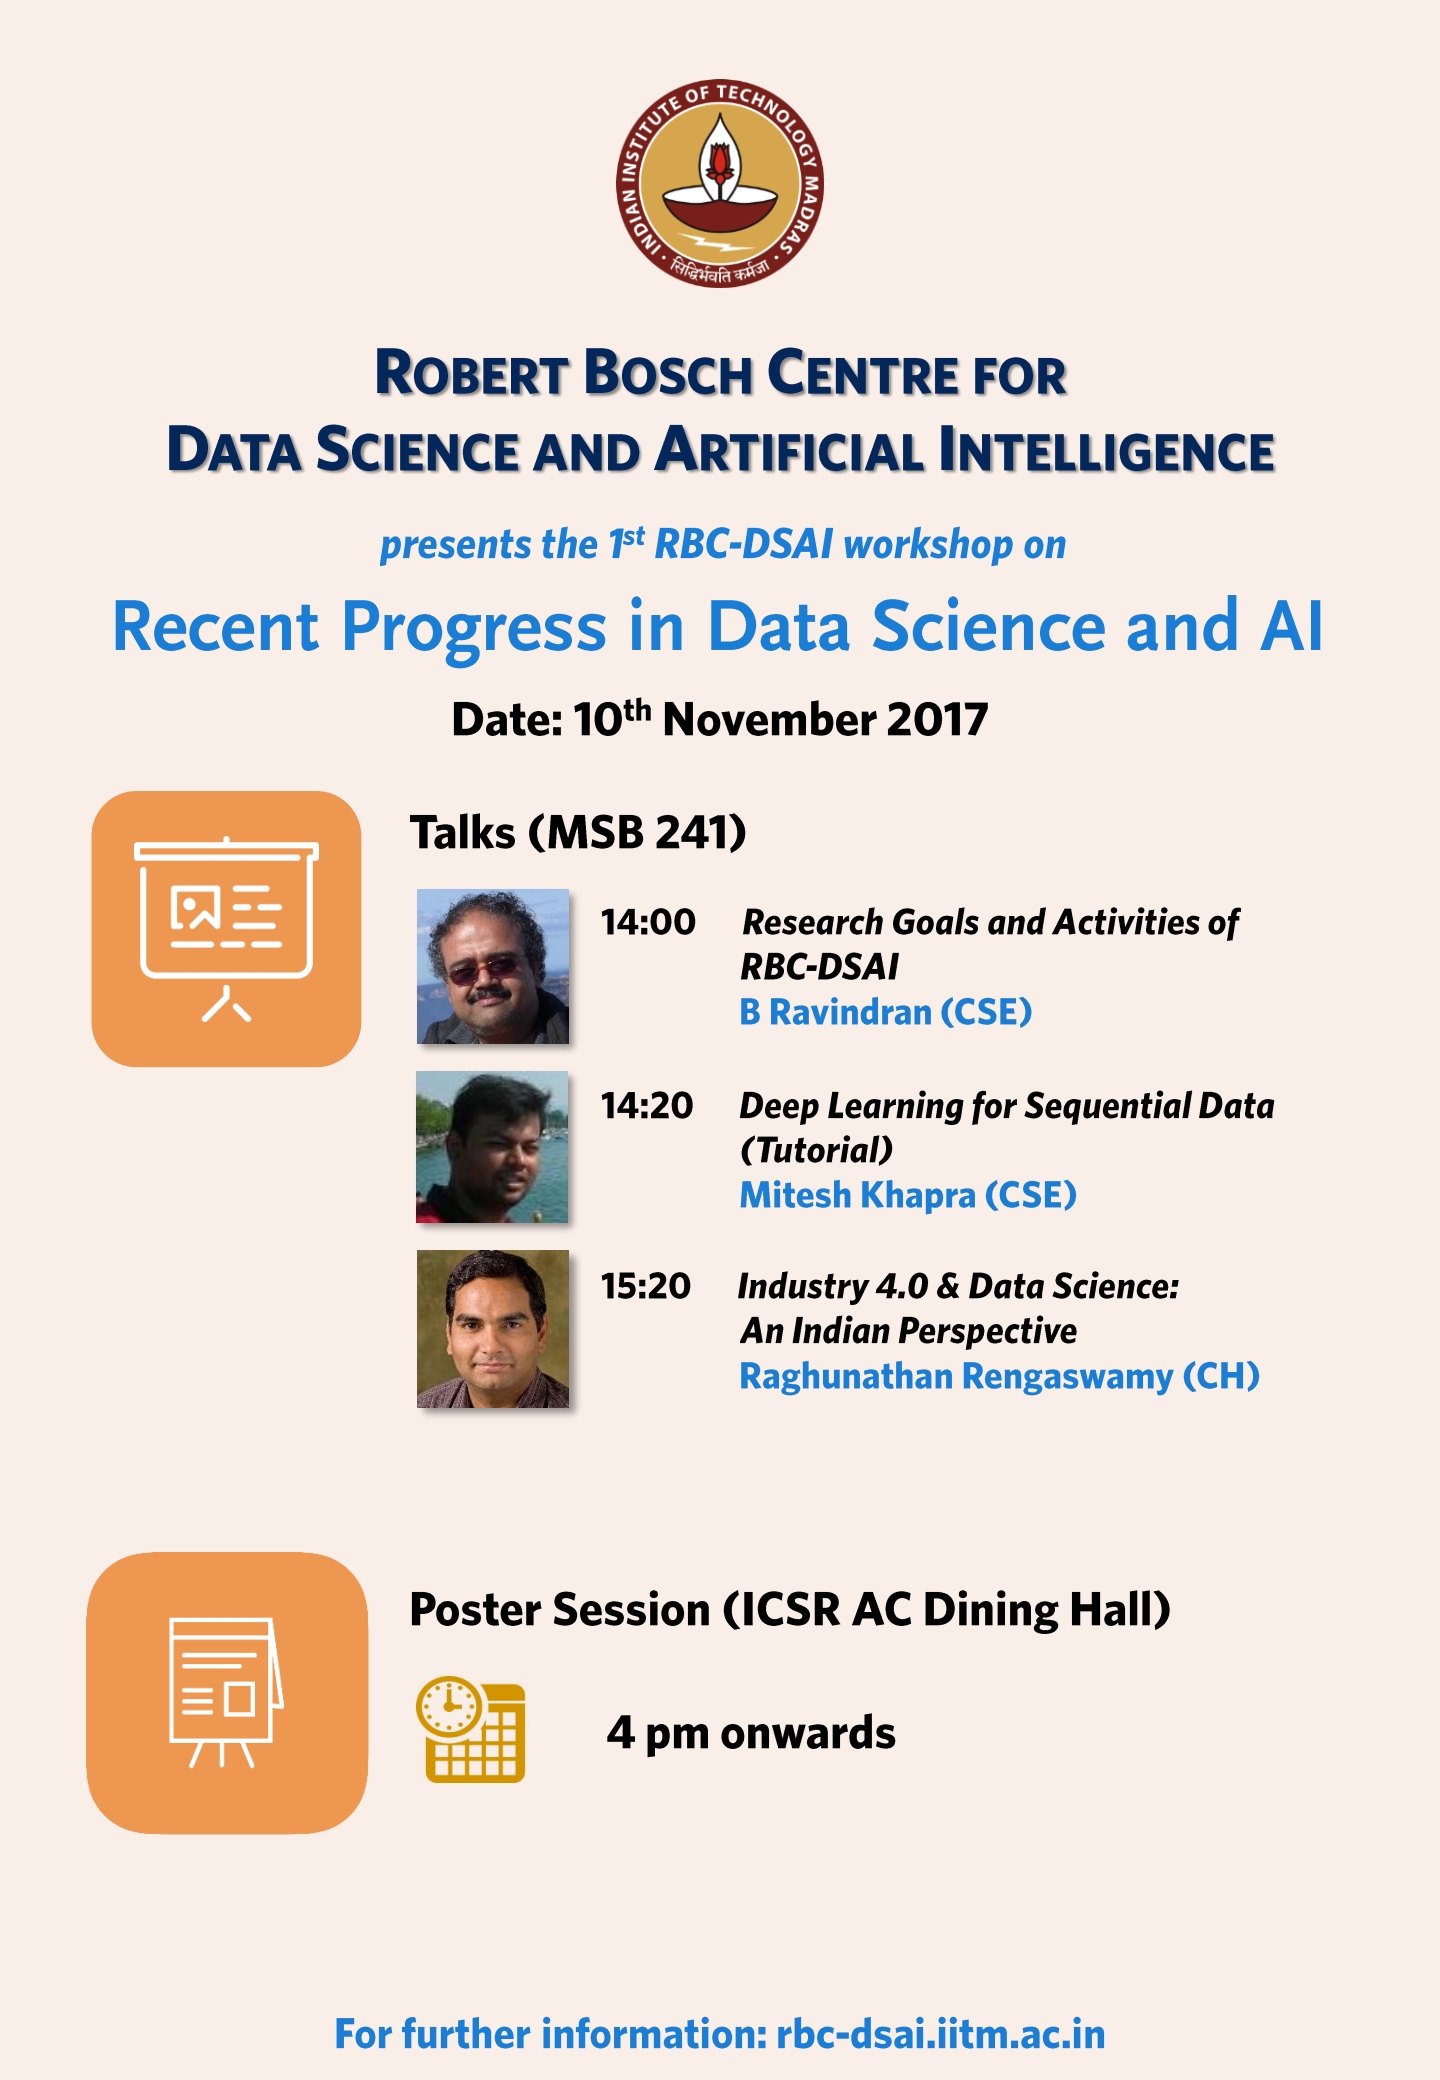 INDIAN INSTITUTE OF TECHNOLOGY MADRAS
सिद्धिर्भवति कर्मजा
ROBERT BOSCH CENTRE FOR
DATA SCIENCE AND ARTIFICIAL INTELLIGENCE
presents the 1st RBC-DSAI workshop on
Recent Progress in Data Science and AI
Date: 10th November 2017
Talks (MSB 241)
14:00 Research Goals and Activities of
RBC-DSAI
B Ravindran (CSE)
14:20 Deep Learning for Sequential Data
(Tutorial)
Mitesh Khapra (CSE)
15:20 Industry 4.0 & Data Science:
An Indian Perspective
Raghunathan Rengaswamy (CH)
Poster Session (ICSR AC Dining Hall)
4 pm onwards
For further information: rbc-dsai.iitm.ac.in